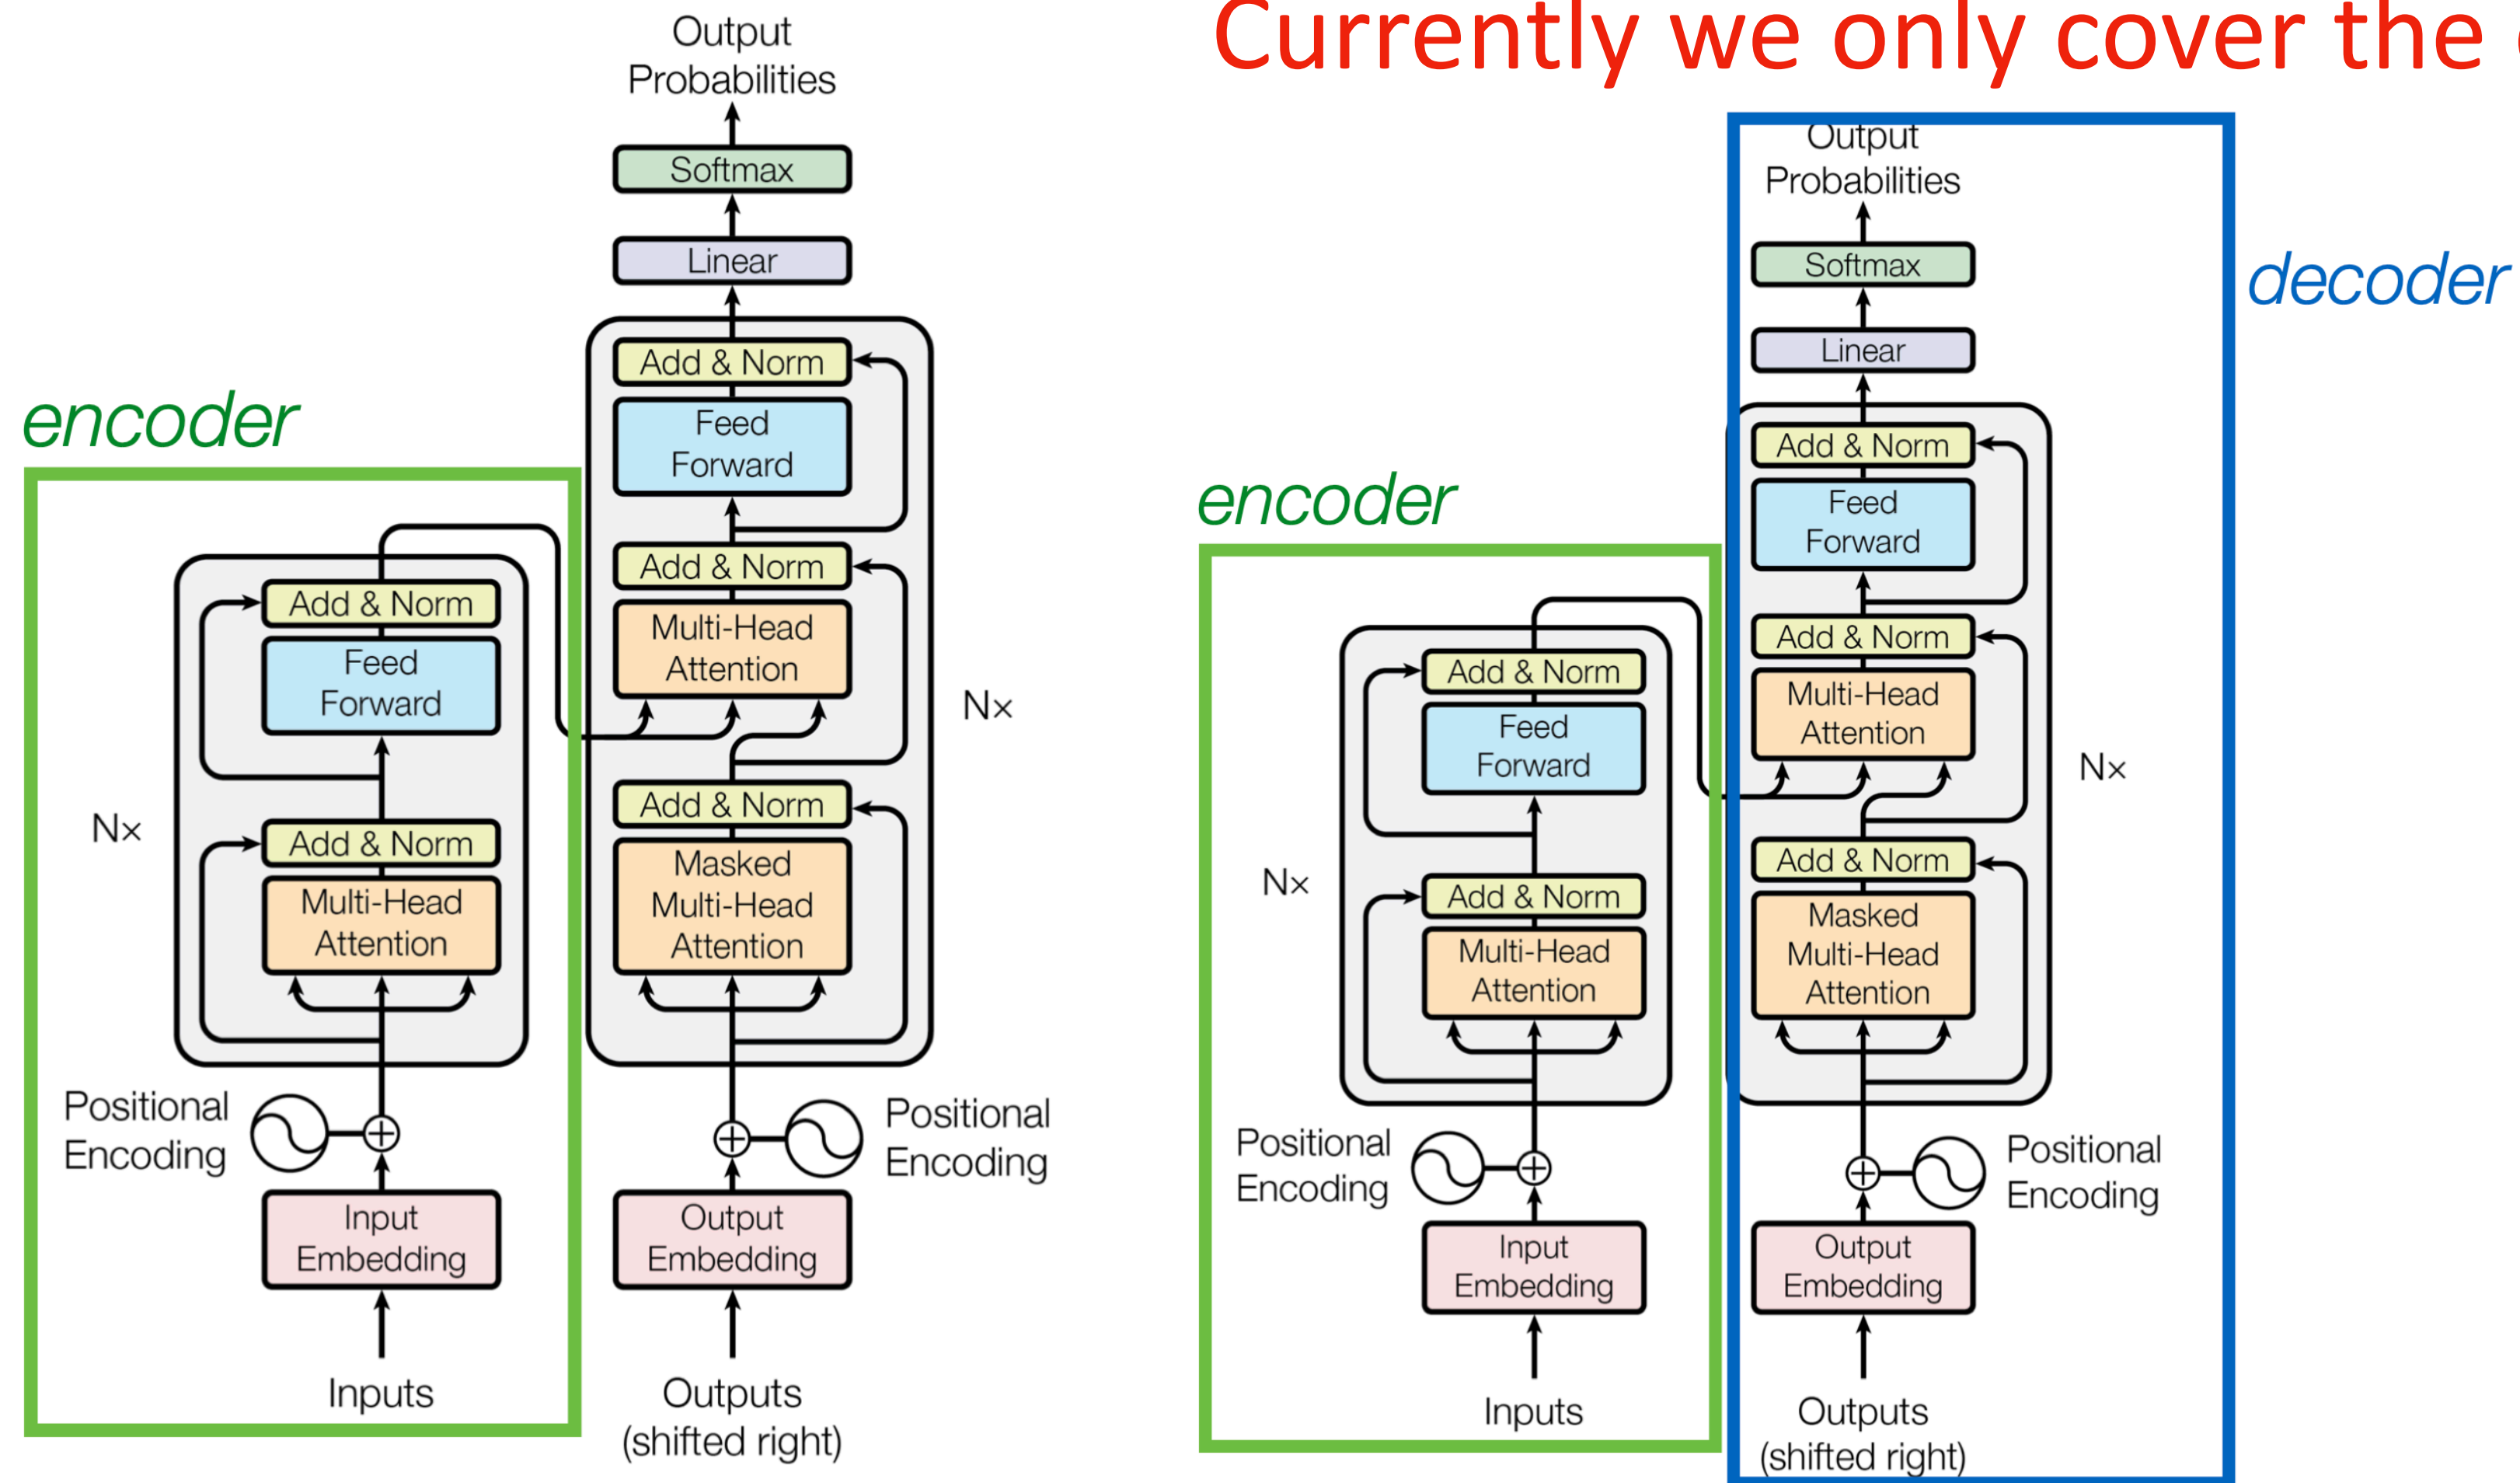 Output
Probabilities
Softmax
Linear
Add & Norm
Feed
Forward
Add & Norm
Multi-Head
Attention
Nx
Add & Norm
Masked
Multi-Head
Attention
Positional
Encoding
Output
Embedding
Outputs
(shifted right)
encoder
Add & Norm
Feed
Forward
Nx
Add & Norm
Multi-Head
Attention
Positional
Encoding
Input
Embedding
Inputs
Currently we only cover the
Output
Probabilities
Softmax
decoder
Linear
Add & Norm
Feed
Forward
Add & Norm
Multi-Head
Attention
Nx
Add & Norm
Masked
Multi-Head
Attention
Positional
Encoding
Output
Embedding
Outputs
(shifted right)
encoder
Add & Norm
Feed
Forward
Nx
Add & Norm
Multi-Head
Attention
Positional
Encoding
Input
Embedding
Inputs